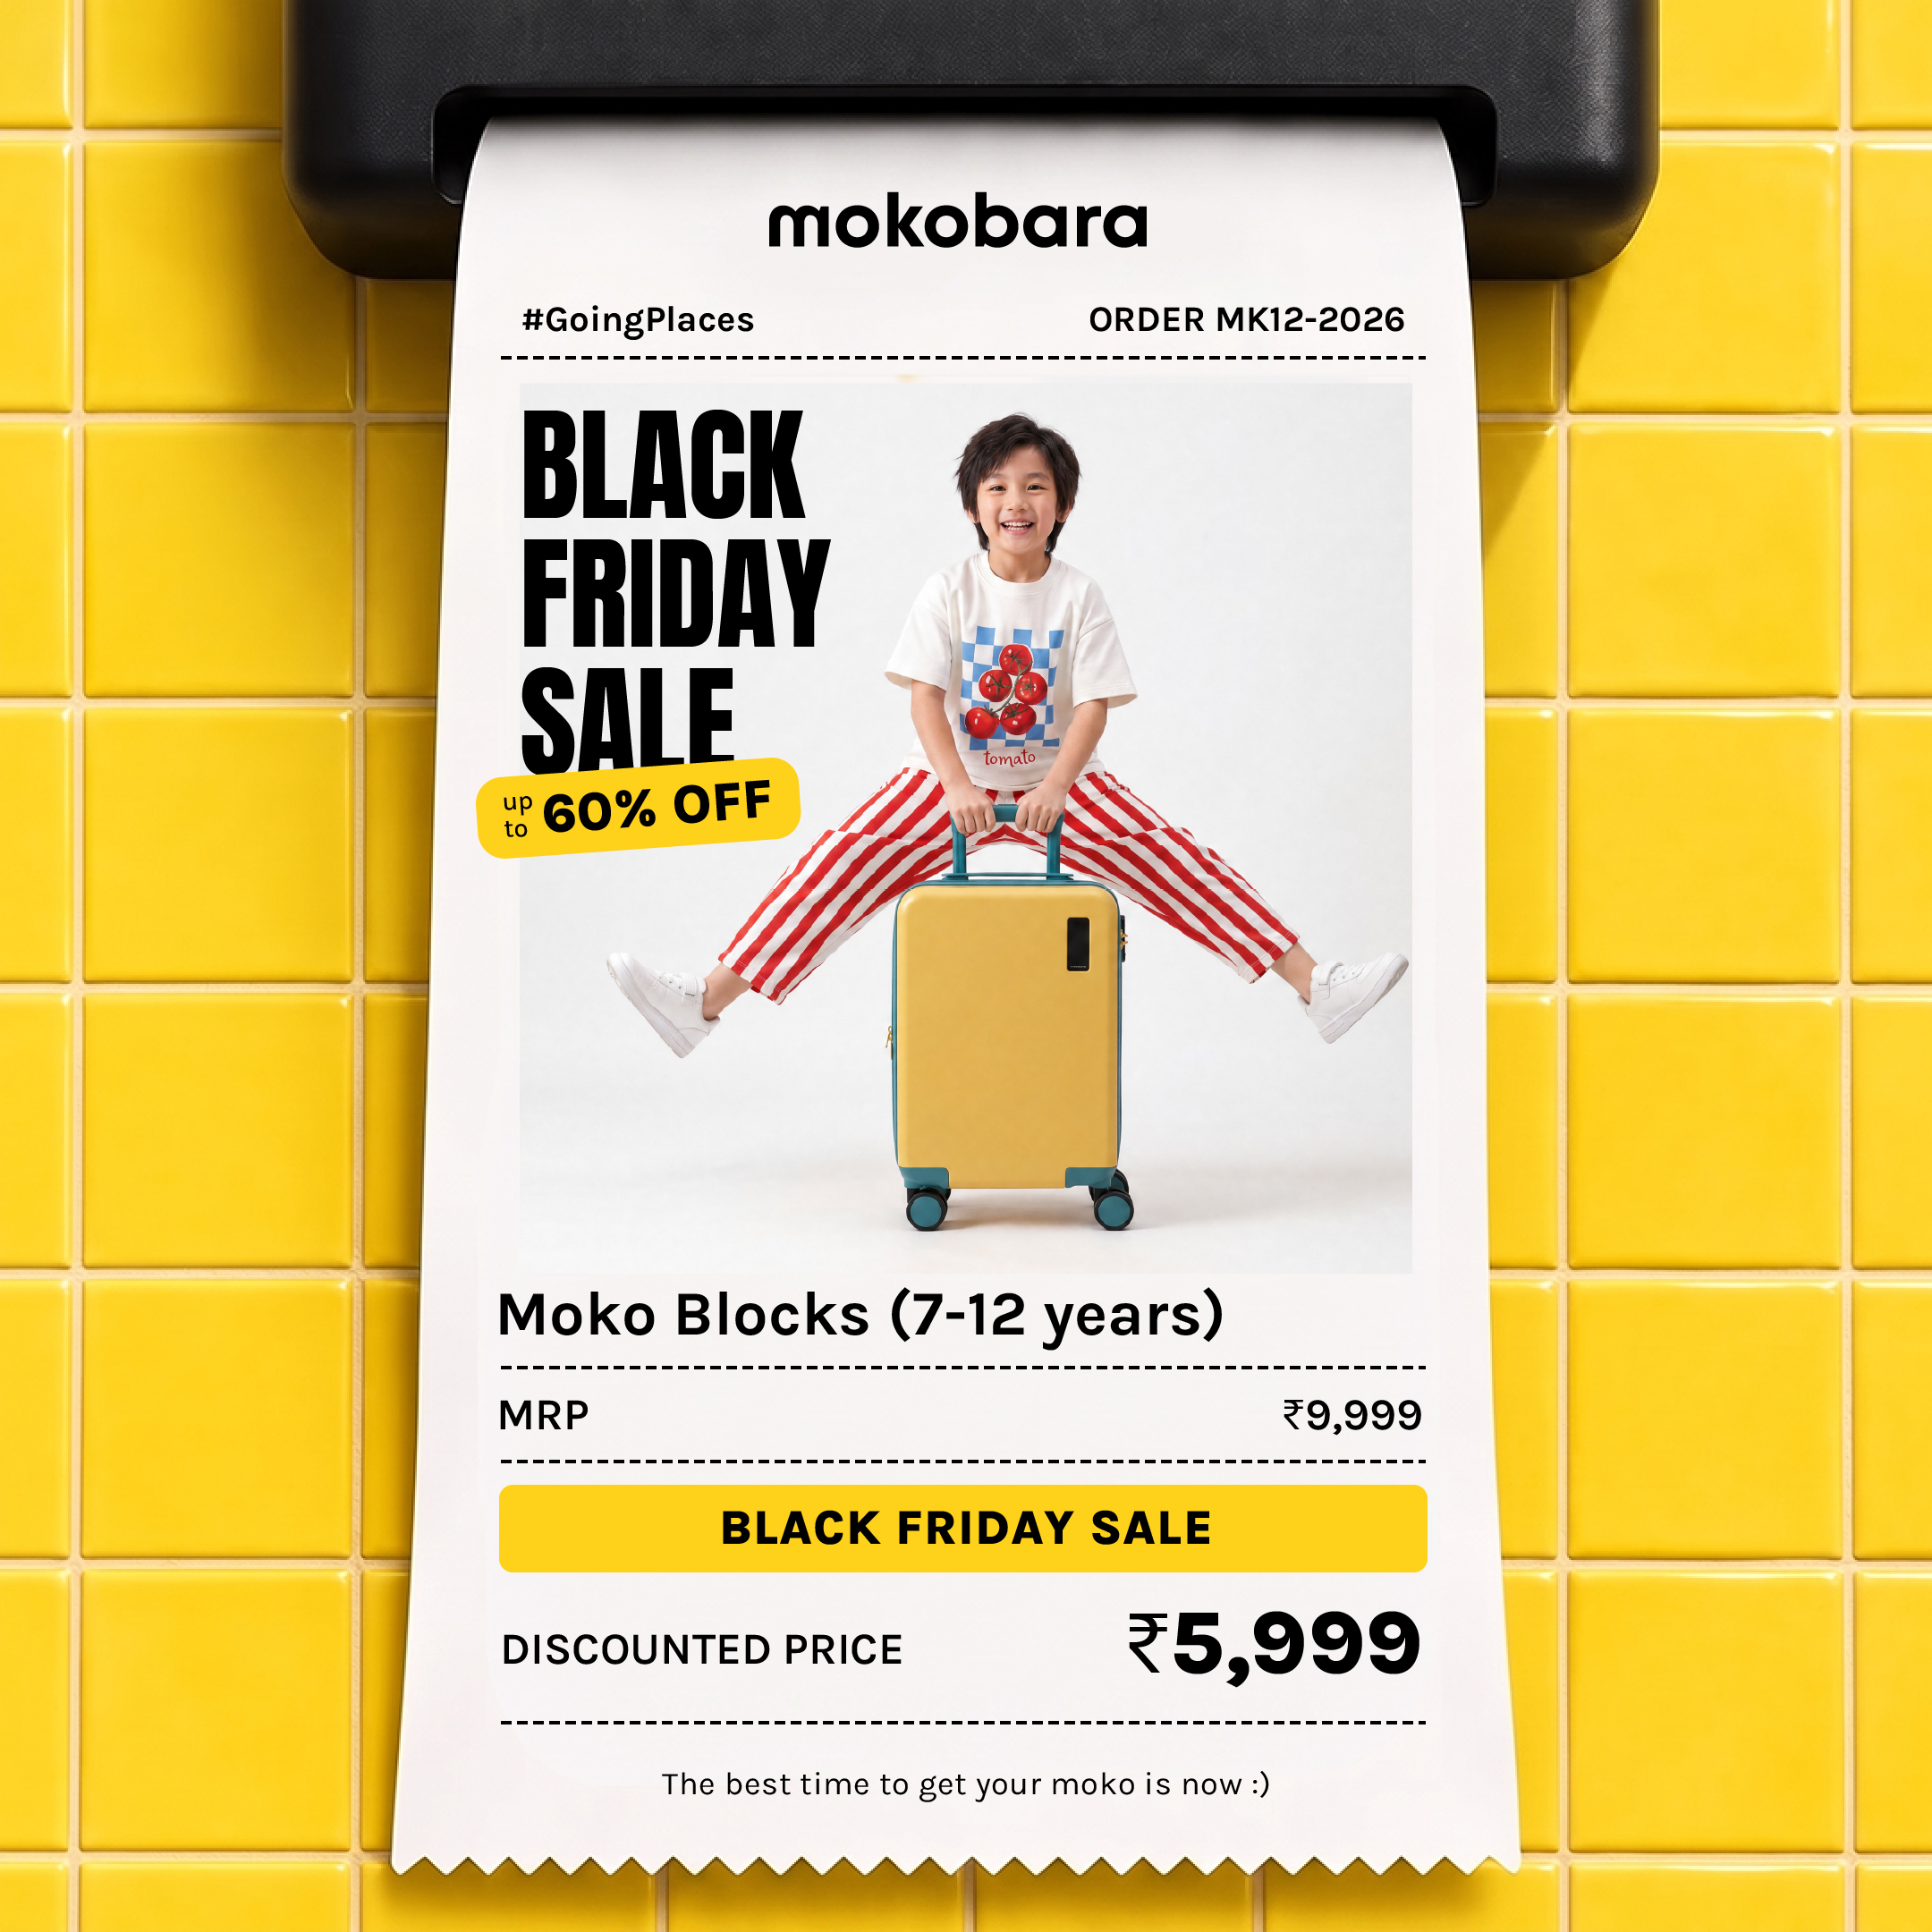 mokobara
#GoingPlaces
ORDER MK12-2026
BLACK
FRIDAY
SALE
up
to
60% OFF
tomato
Moko Blocks (7-12 years)
MRP
₹9,999
BLACK FRIDAY SALE
DISCOUNTED PRICE
₹5,999
The best time to get your moko is now :)